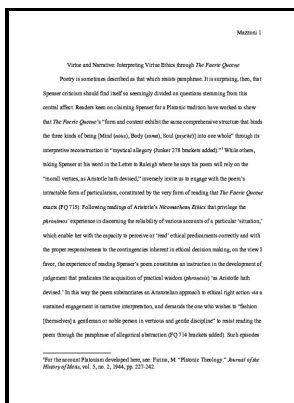 Mazzoni 1
Virtue and Narrative: Interpreting Virtue Ethics through The Faerie Queene
Poetry is sometimes described as that which resists paraphrase. It is surprising, then, that
Spenser criticism should find itself so seemingly divided on questions stemming from this
central affect. Readers keen on claiming Spenser for a Platonic tradition have worked to show
that The Faerie Queene's “form and content exhibit the same comprehensive structure that binds
the three kinds of being [Mind (nous), Body (soma), Soul (psyche)] into one whole” through its
interpretive reconstruction in “mystical allegory (Junker 278 brackets added).”¹ While others,
taking Spenser at his word in the Letter to Raleigh where he says his poem will rely on the
“morall vertues, as Aristotle hath devised,” inversely invite us to engage with the poem's
intractable form of particularism, constituted by the very form of reading that The Faerie Queene
exacts (FQ 715). Following readings of Aristotle's Nicomachean Ethics that privilege the
phronimos' experience in discerning the reliability of various accounts of a particular 'situation,'
which enable her with the capacity to perceive or 'read' ethical predicaments correctly and with
the proper responsiveness to the contingencies inherent in ethical decision making, on the view I
favor, the experience of reading Spenser's poem constitutes an instruction in the development of
judgement that predicates the acquisition of practical wisdom (phronesis) 'as Aristotle hath
devised.' In this way the poem substantiates an Aristotelian approach to ethical right action via a
sustained engagement in narrative interpretation, and demands the one who wishes to “fashion
[themselves] a gentleman or noble person in vertuous and gentle discipline” to resist reading the
poem through the paraphrase of allegorical abstraction (FQ 714 brackets added). Such episodes
¹For the account Platonism developed here, see: Ficino, M. “Platonic Theology.” Journal of the
History of Ideas, vol. 5, no. 2, 1944, pp. 227-242.